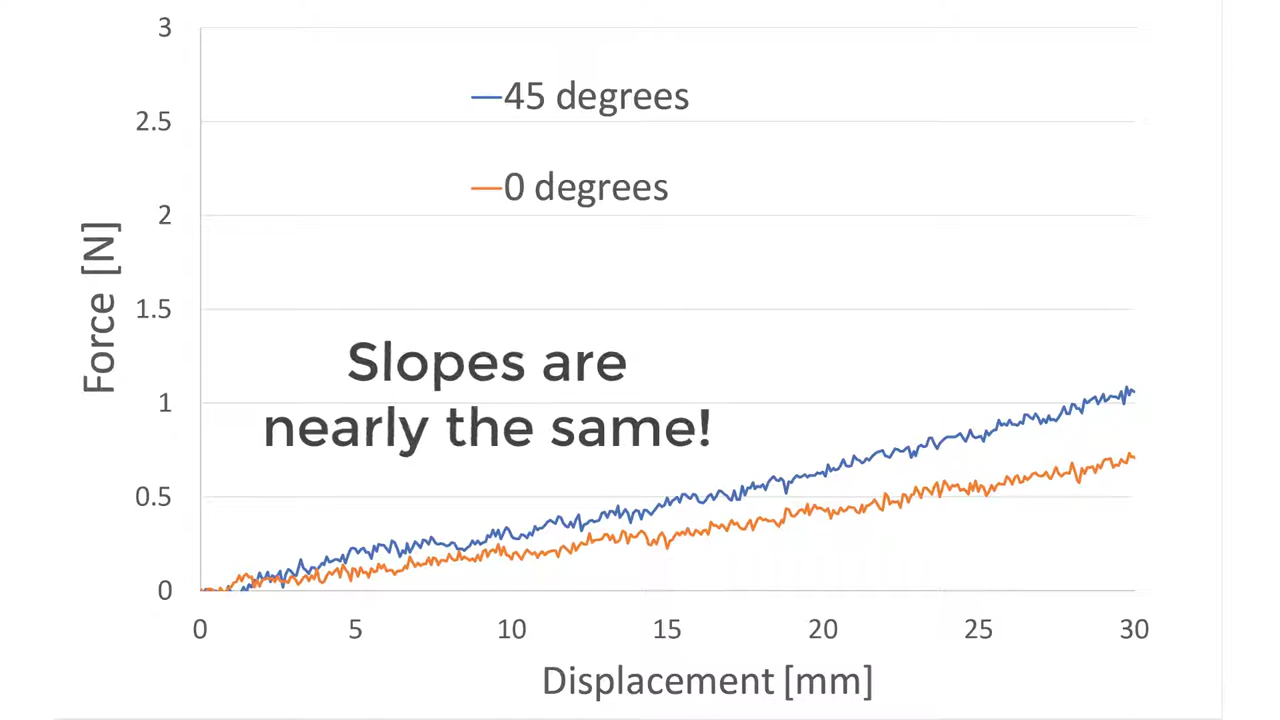 3
2.5
2
1.5
1
0.5
0
Force [N]
45 degrees
0 degrees
Slopes are
nearly the same!
0 5 10 15 20 25 30
Displacement [mm]